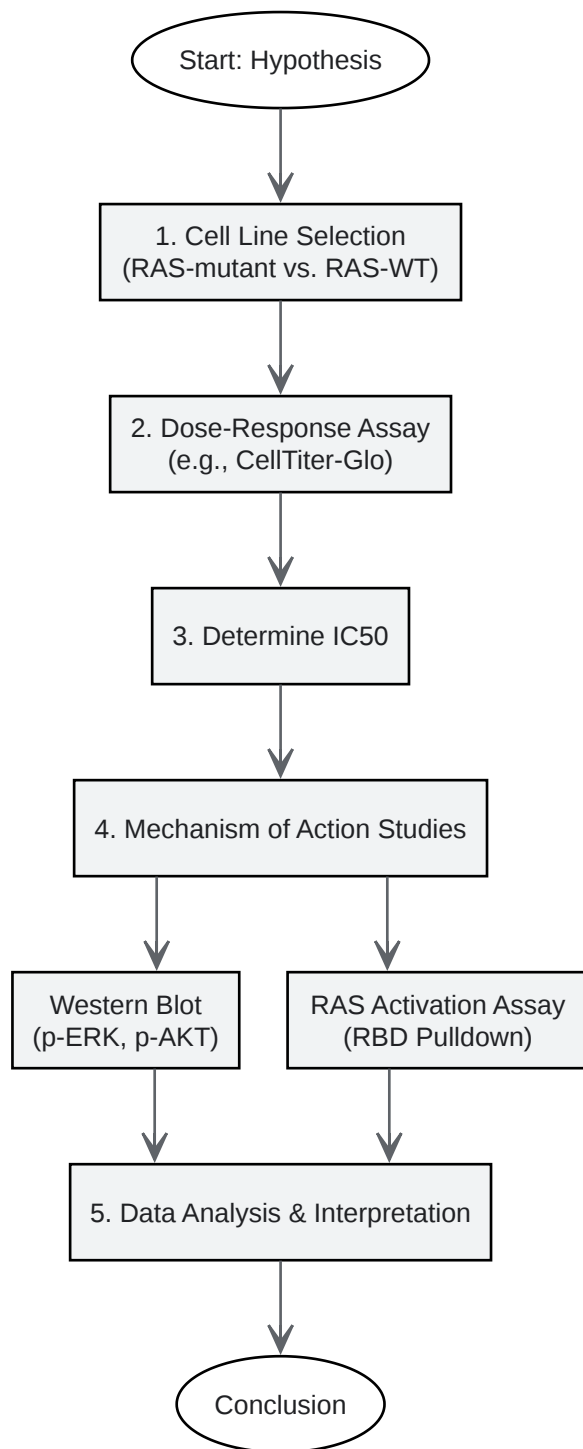 Start: Hypothesis
1. Cell Line Selection
(RAS-mutant vs. RAS-WT)
2. Dose-Response Assay
(e.g., CellTiter-Glo)
3. Determine IC50
4. Mechanism of Action Studies
Western Blot
(p-ERK, p-AKT)
RAS Activation Assay
(RBD Pulldown)
5. Data Analysis & Interpretation
Conclusion